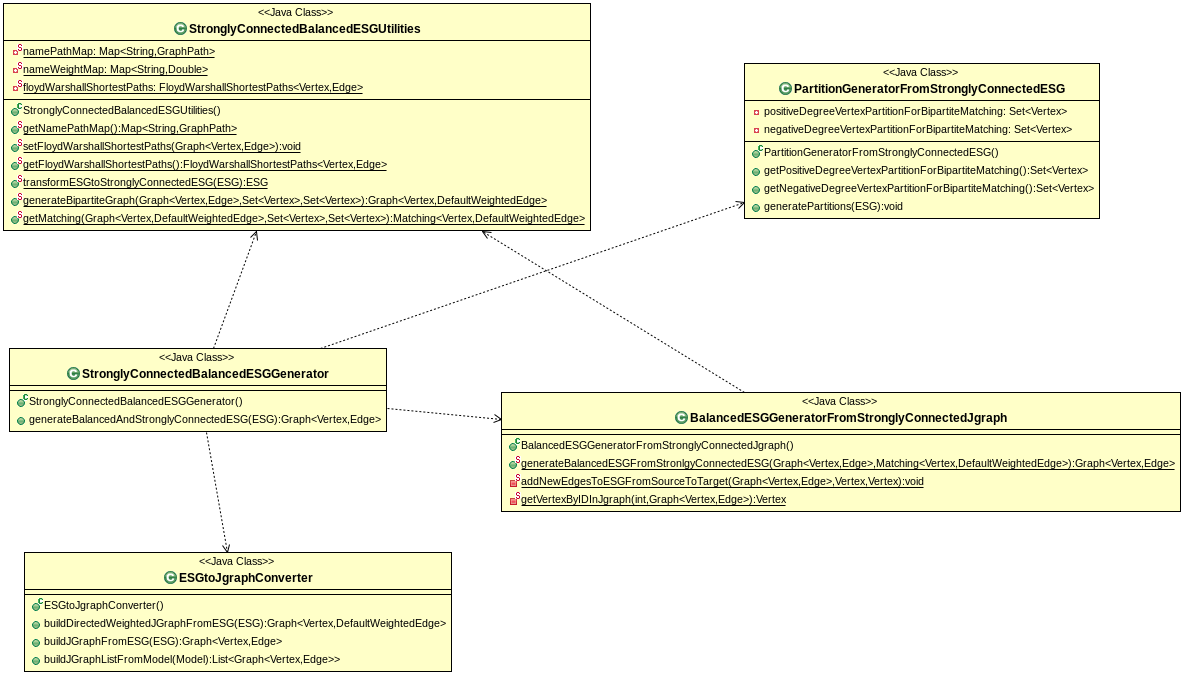 <<Java Class>>
StronglyConnectedBalancedESGUtilities
namePathMap: Map<String,GraphPath>
nameWeightMap: Map<String,Double>
floydWarshallShortestPaths: FloydWarshallShortestPaths<Vertex,Edge>
StronglyConnectedBalancedESGUtilities()
getNamePathMap():Map<String,GraphPath>
setFloydWarshallShortestPaths(Graph<Vertex,Edge>):void
getFloydWarshallShortestPaths():FloydWarshallShortestPaths<Vertex,Edge>
transformESGtoStronglyConnectedESG(ESG):ESG
generateBipartiteGraph(Graph<Vertex,Edge>,Set<Vertex>,Set<Vertex>):Graph<Vertex,DefaultWeightedEdge>
getMatching(Graph<Vertex,DefaultWeightedEdge>,Set<Vertex>,Set<Vertex>):Matching<Vertex,DefaultWeightedEdge>
<<Java Class>>
PartitionGeneratorFromStronglyConnectedESG
positiveDegreeVertexPartitionForBipartiteMatching: Set<Vertex>
negativeDegreeVertexPartitionForBipartiteMatching: Set<Vertex>
PartitionGeneratorFromStronglyConnectedESG()
getPositiveDegreeVertexPartitionForBipartiteMatching():Set<Vertex>
getNegativeDegreeVertexPartitionForBipartiteMatching():Set<Vertex>
generatePartitions(ESG):void
<<Java Class>>
StronglyConnectedBalancedESGGenerator
StronglyConnectedBalancedESGGenerator()
generateBalancedAndStronglyConnectedESG(ESG):Graph<Vertex,Edge>
<<Java Class>>
BalancedESGGeneratorFromStronglyConnectedJgraph
BalancedESGGeneratorFromStronglyConnectedJgraph()
generateBalancedESGFromStronlgyConnectedESG(Graph<Vertex,Edge>,Matching<Vertex,DefaultWeightedEdge>):Graph<Vertex,Edge>
addNewEdgesToESGFromSourceToTarget(Graph<Vertex,Edge>,Vertex,Vertex):void
getVertexByIDInJgraph(int,Graph<Vertex,Edge>):Vertex
<<Java Class>>
ESGtoJgraphConverter
ESGtoJgraphConverter()
buildDirectedWeightedJGraphFromESG(ESG):Graph<Vertex,DefaultWeightedEdge>
buildJGraphFromESG(ESG):Graph<Vertex,Edge>
buildJGraphListFromModel(Model):List<Graph<Vertex,Edge>>